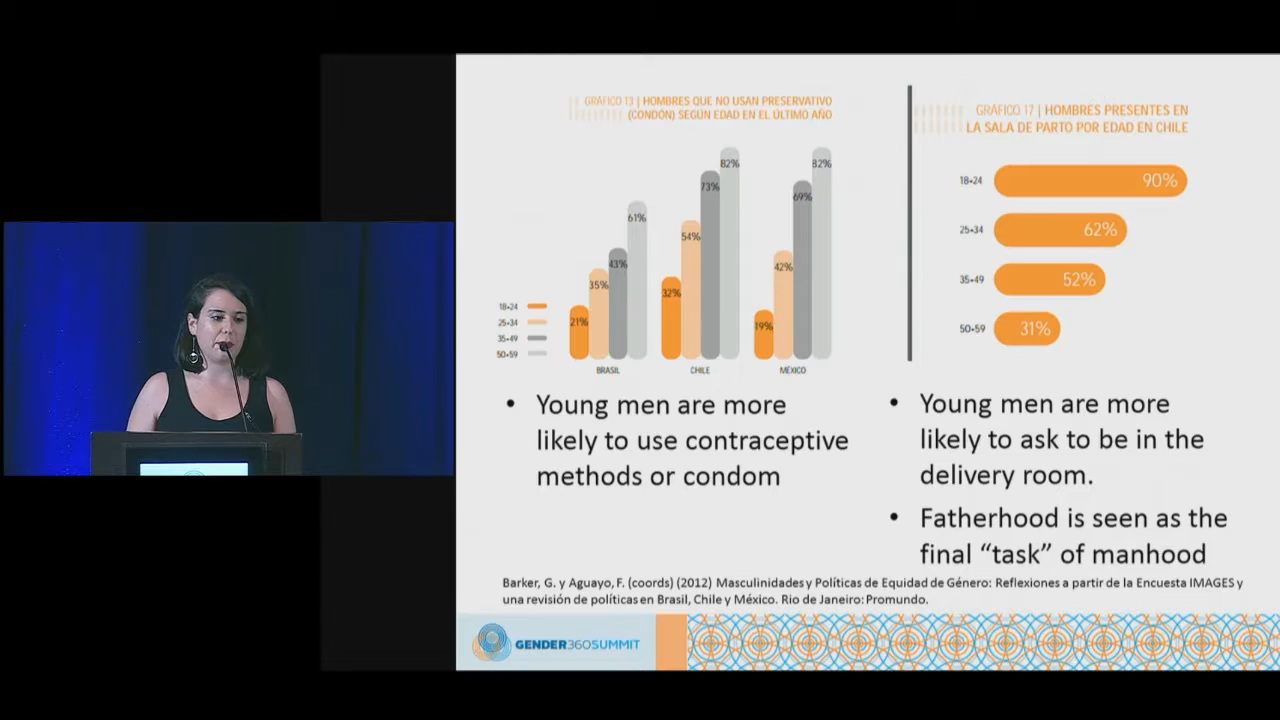 GRÁFICO 13 | HOMBRES QUE NO USAN PRESERVATIVO
(CONDÓN) SEGÚN EDAD EN EL ÚLTIMO AÑO
82%
82%
73%
69%
61%
54%
43%
42%
35%
32%
21%
19%
18•24
25•34
35•49
50•59
BRASIL
CHILE
MÉXICO
• Young men are more
likely to use contraceptive
methods or condom
GRÁFICO 17 | HOMBRES PRESENTES EN
LA SALA DE PARTO POR EDAD EN CHILE
18•24 90%
25•34 62%
35•49 52%
50•59 31%
• Young men are more
likely to ask to be in the
delivery room.
• Fatherhood is seen as the
final “task” of manhood
Barker, G. y Aguayo, F. (coords) (2012) Masculinidades y Políticas de Equidad de Género: Reflexiones a partir de la Encuesta IMAGES y
una revisión de políticas en Brasil, Chile y México. Rio de Janeiro: Promundo.
GENDER360SUMMIT